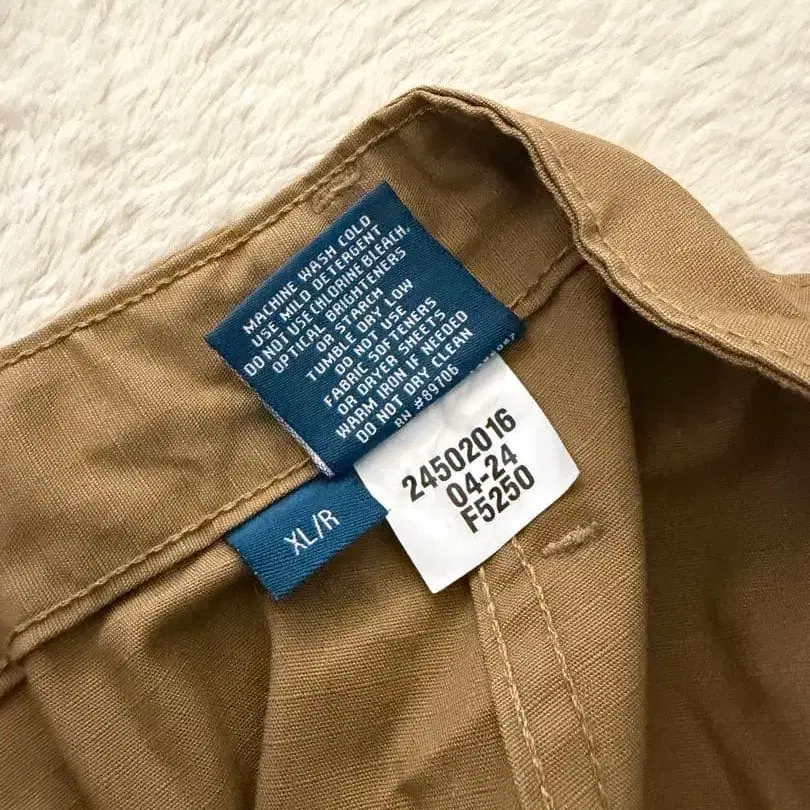 MACHINE WASH COLD
USE MILD DETERGENT
DO NOT USE CHLORINE BLEACH,
OPTICAL BRIGHTENERS
OR STARCH
TUMBLE DRY LOW
DO NOT USE
FABRIC SOFTENERS
OR DRYER SHEETS
WARM IRON IF NEEDED
DO NOT DRY CLEAN
RN #89706
24502016
04-24
F5250
XL/R